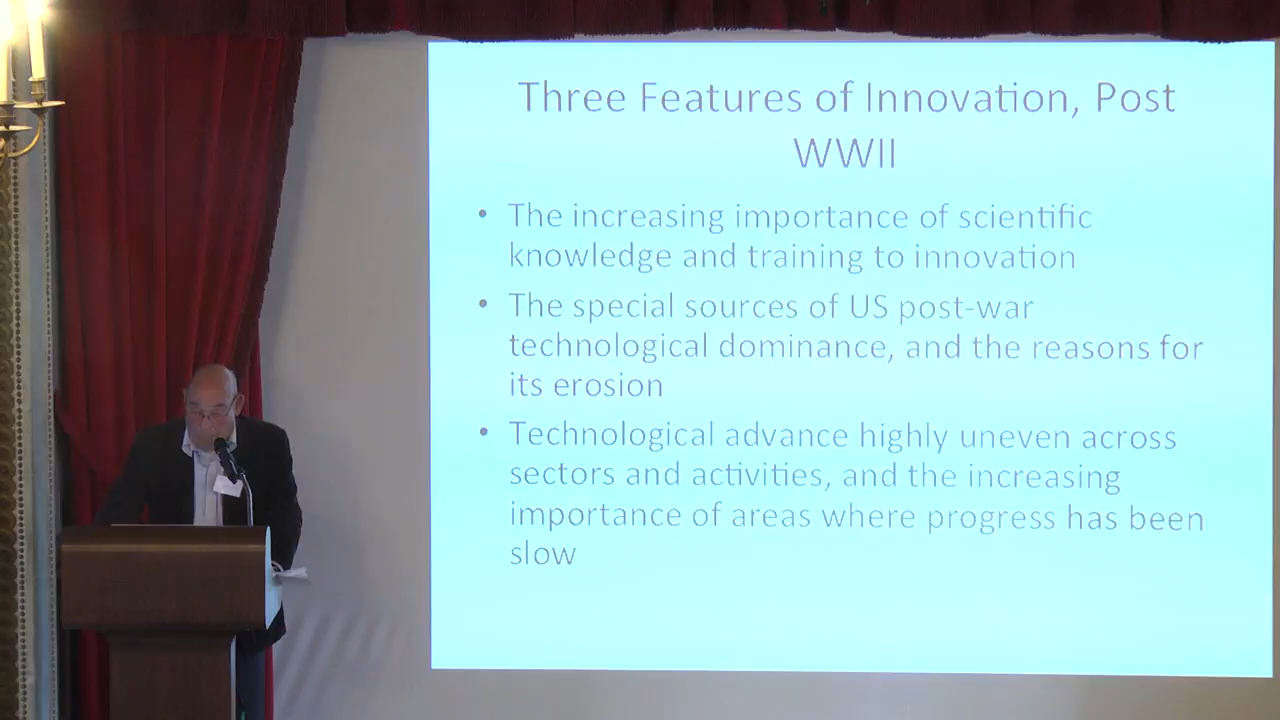 Three Features of Innovation, Post
WWII
• The increasing importance of scientific
knowledge and training to innovation
• The special sources of US post-war
technological dominance, and the reasons for
its erosion
• Technological advance highly uneven across
sectors and activities, and the increasing
importance of areas where progress has been
slow